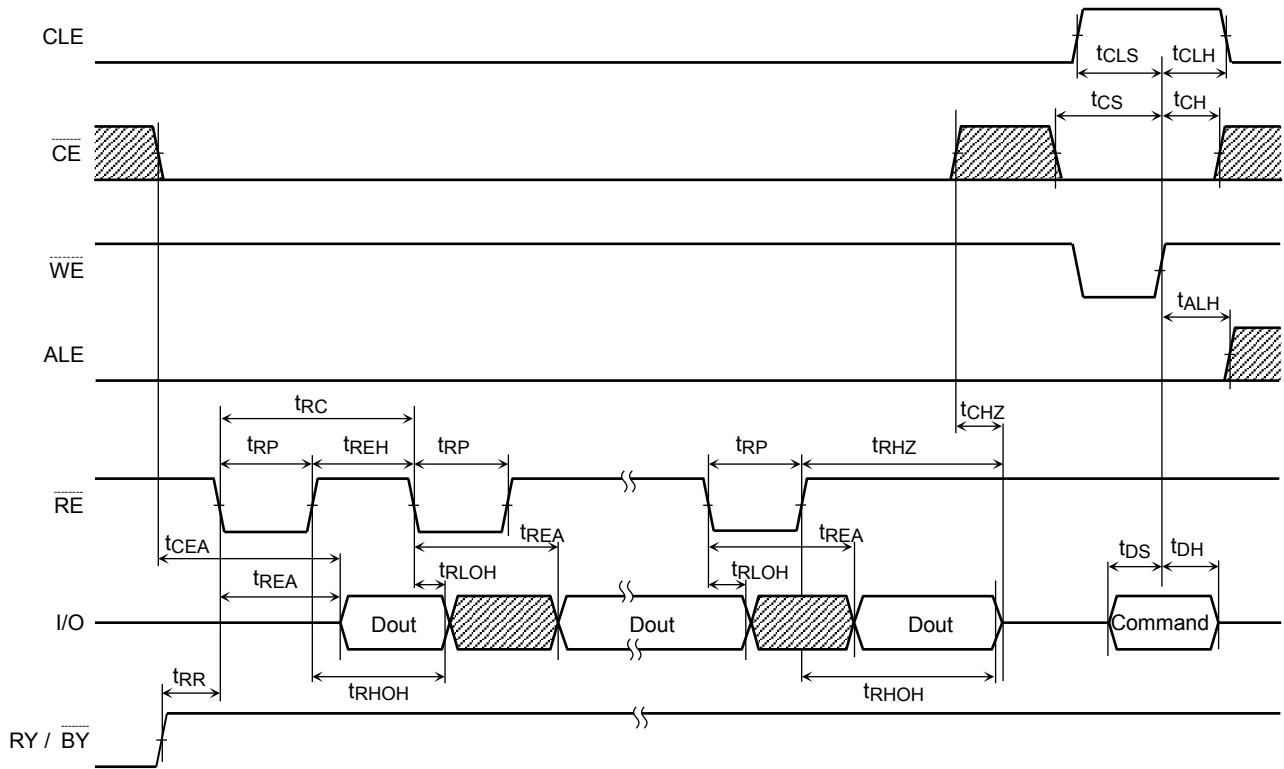 CLE
tCLS tCLH
tCS tCH
CE
WE
tALH
ALE
tRC tCHZ
tRP tREH tRP tRP tRHZ
RE
tCEA tREA tREA tDS tDH
tREA tRLOH tRLOH
I/O Dout Dout Dout Command
tRR tRHOH tRHOH
RY / BY